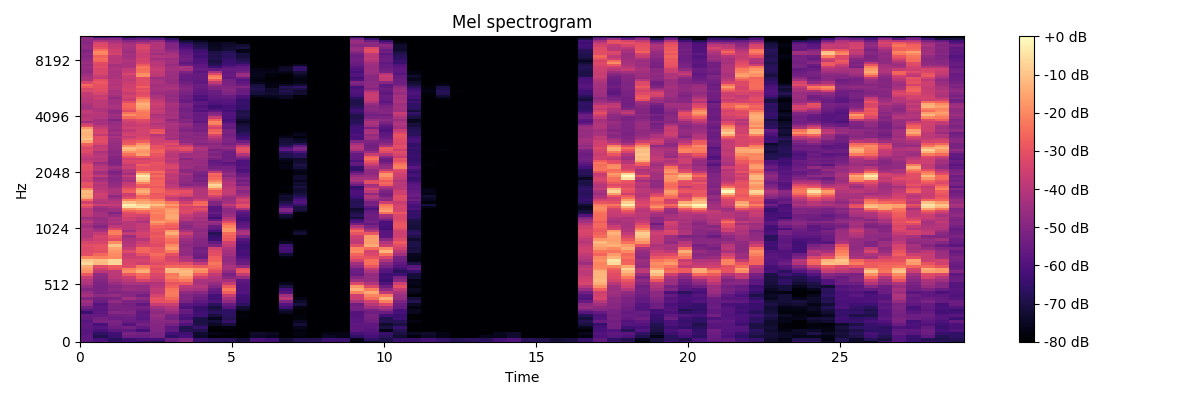 Mel spectrogram
Hz
8192
4096
2048
1024
512
0
0 5 10 15 20 25
Time
+0 dB
-10 dB
-20 dB
-30 dB
-40 dB
-50 dB
-60 dB
-70 dB
-80 dB